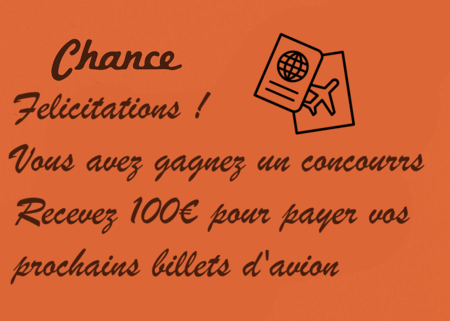 Chance
Felicitations !
Vous avez gagnez un concourrs
Recevez 100€ pour payer vos
prochains billets d'avion